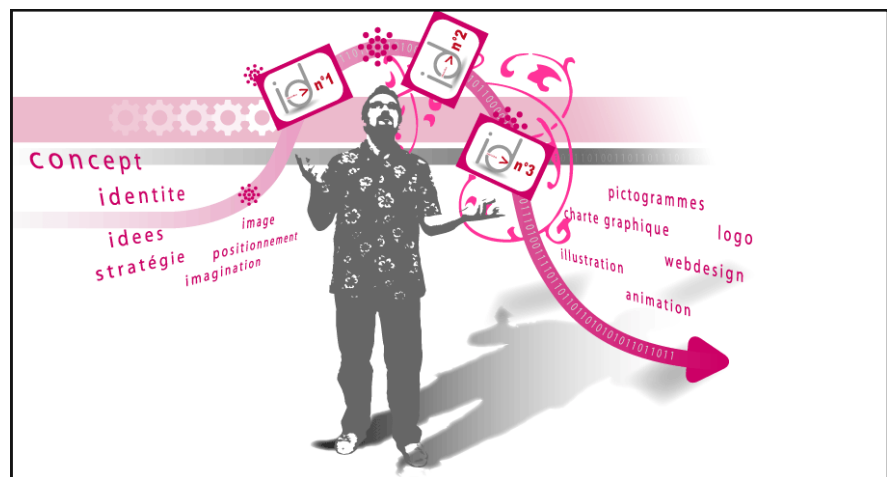 id > n°1
id > n°2
id > n°3
concept
identite
idees
stratégie
image
positionnement
imagination
pictogrammes
charte graphique
logo
illustration
webdesign
animation